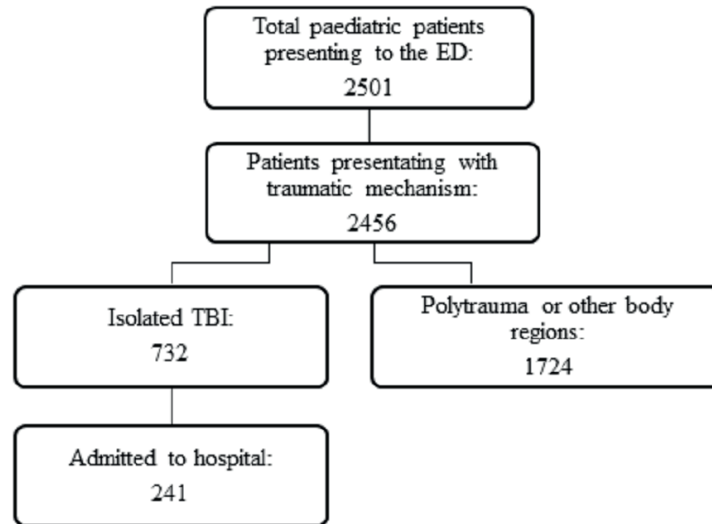 Total paediatric patients
presenting to the ED:
2501
Patients presentating with
traumatic mechanism:
2456
Isolated TBI:
732
Polytrauma or other body
regions:
1724
Admitted to hospital:
241